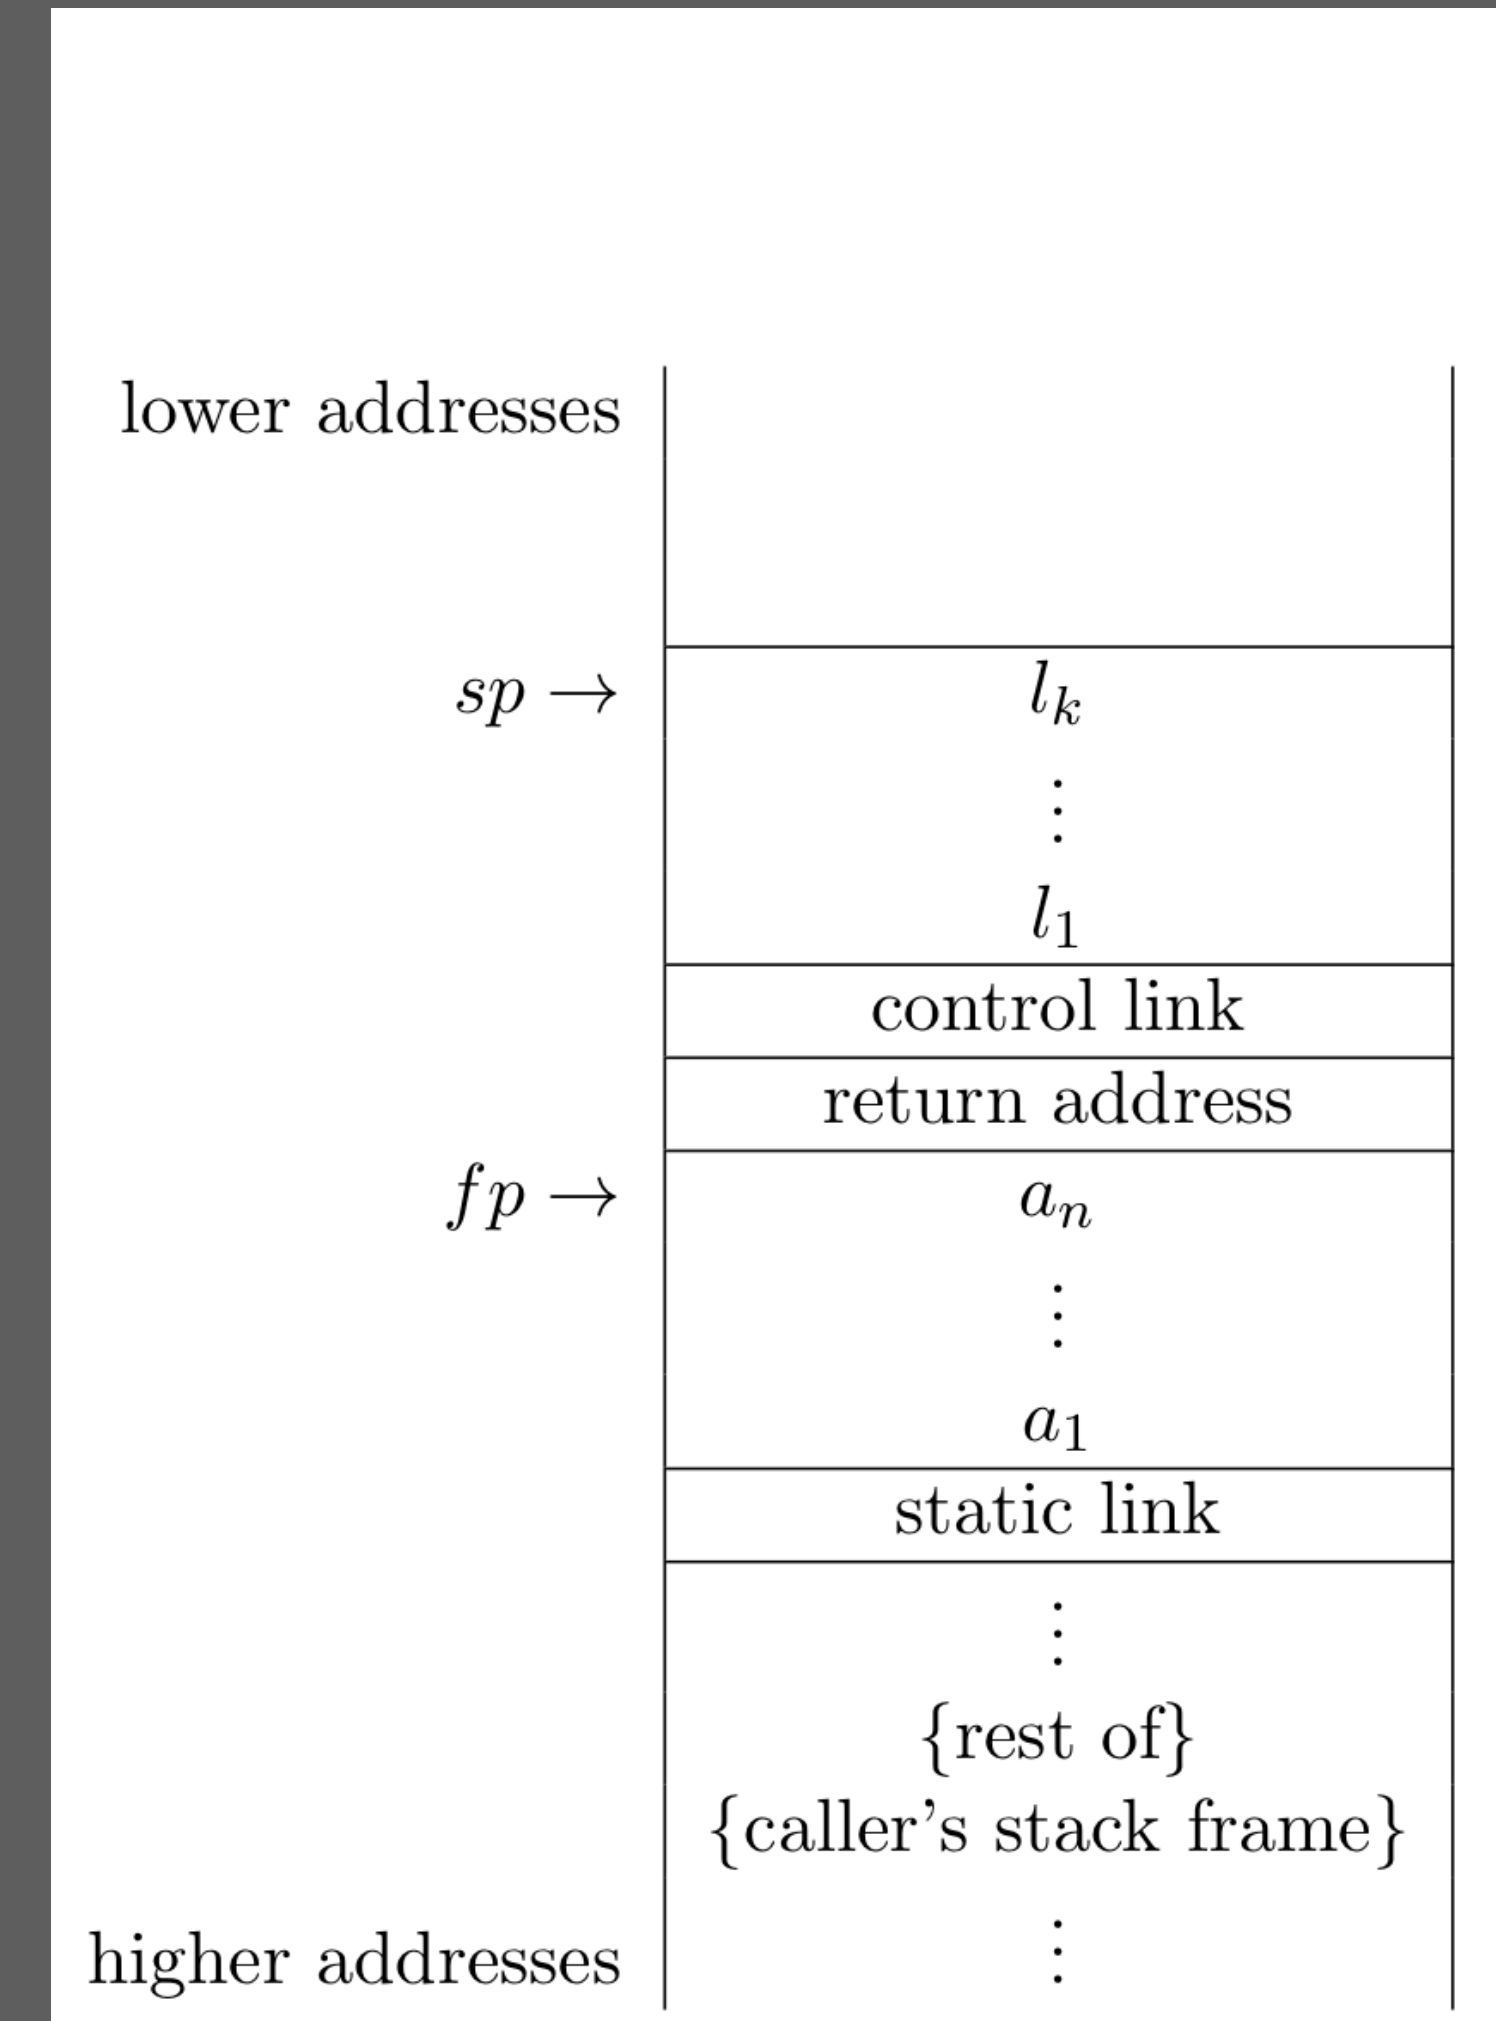 lower addresses
sp → l_k
⋮
l_1
control link
return address
fp → a_n
⋮
a_1
static link
⋮
{rest of}
{caller's stack frame}
higher addresses ⋮